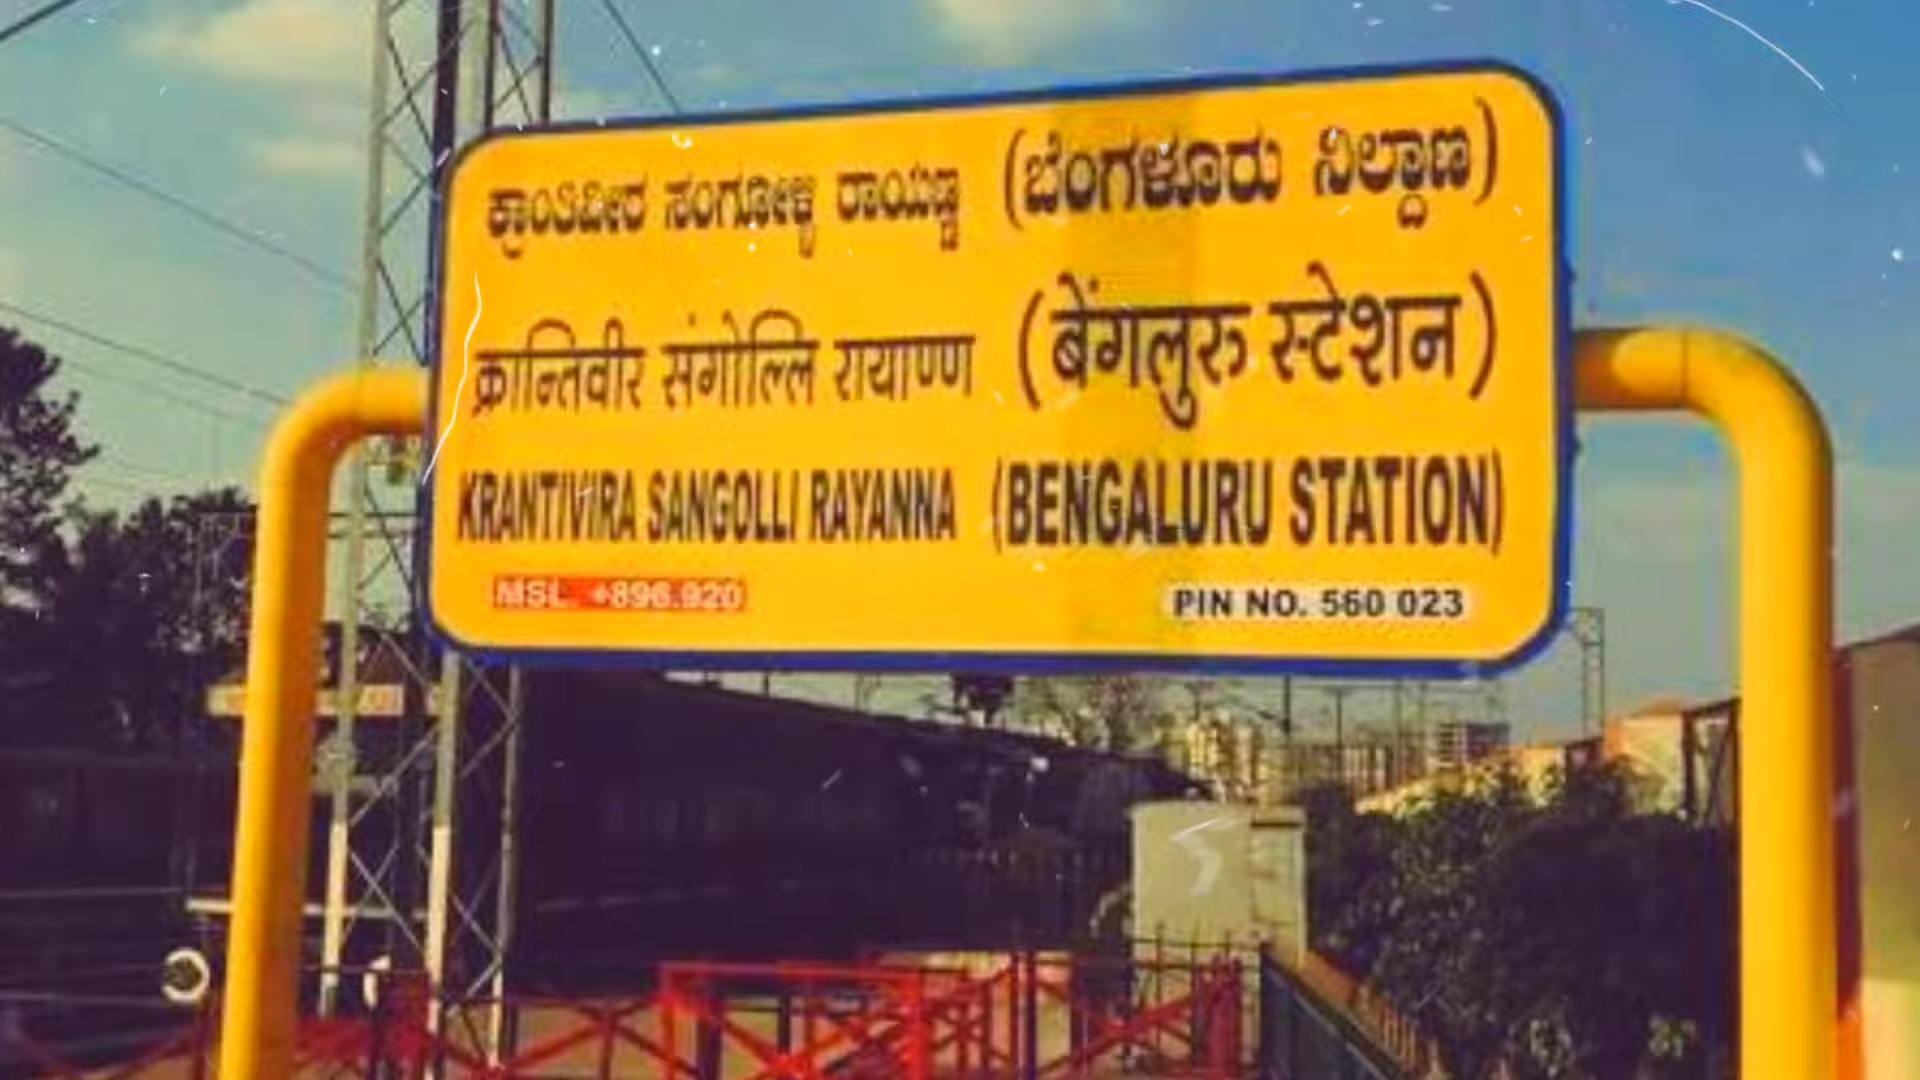 ಕ್ರಾಂತಿವೀರ ಸಂಗೊಳ್ಳಿ ರಾಯಣ್ಣ (ಬೆಂಗಳೂರು ನಿಲ್ದಾಣ)
क्रान्तिवीर संगोल्लि रायाण्ण (बेंगलुरु स्टेशन)
KRANTIVIRA SANGOLLI RAYANNA (BENGALURU STATION)
MSL. +896.920 PIN NO. 560 023